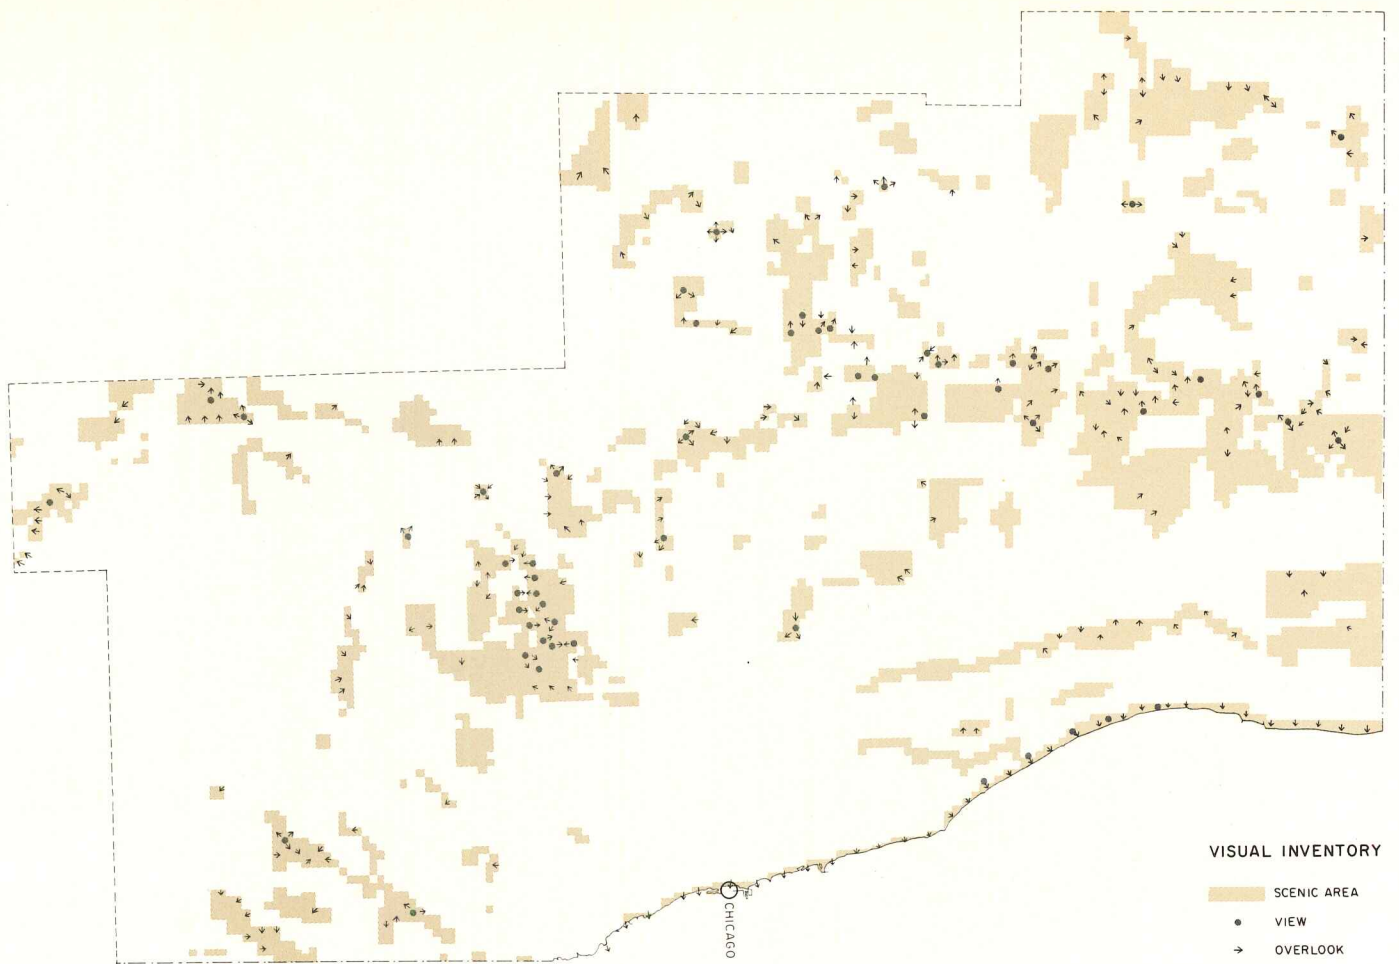 CHICAGO
VISUAL INVENTORY
SCENIC AREA
VIEW
OVERLOOK